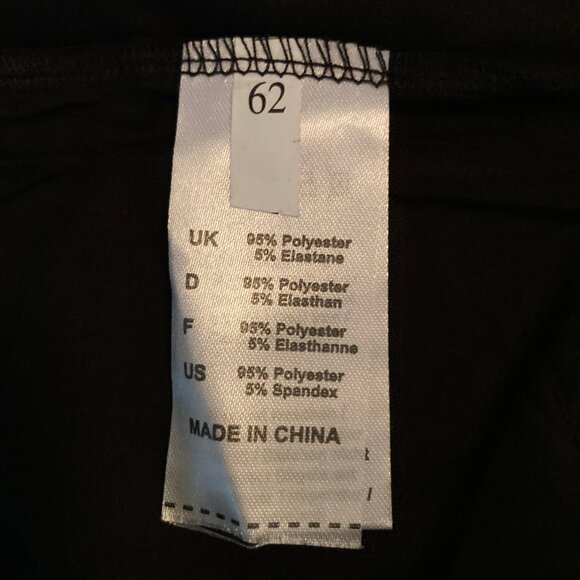 62
UK 95% Polyester
5% Elastane
D 95% Polyester
5% Elasthan
F 95% Polyester
5% Elasthanne
US 95% Polyester
5% Spandex
MADE IN CHINA